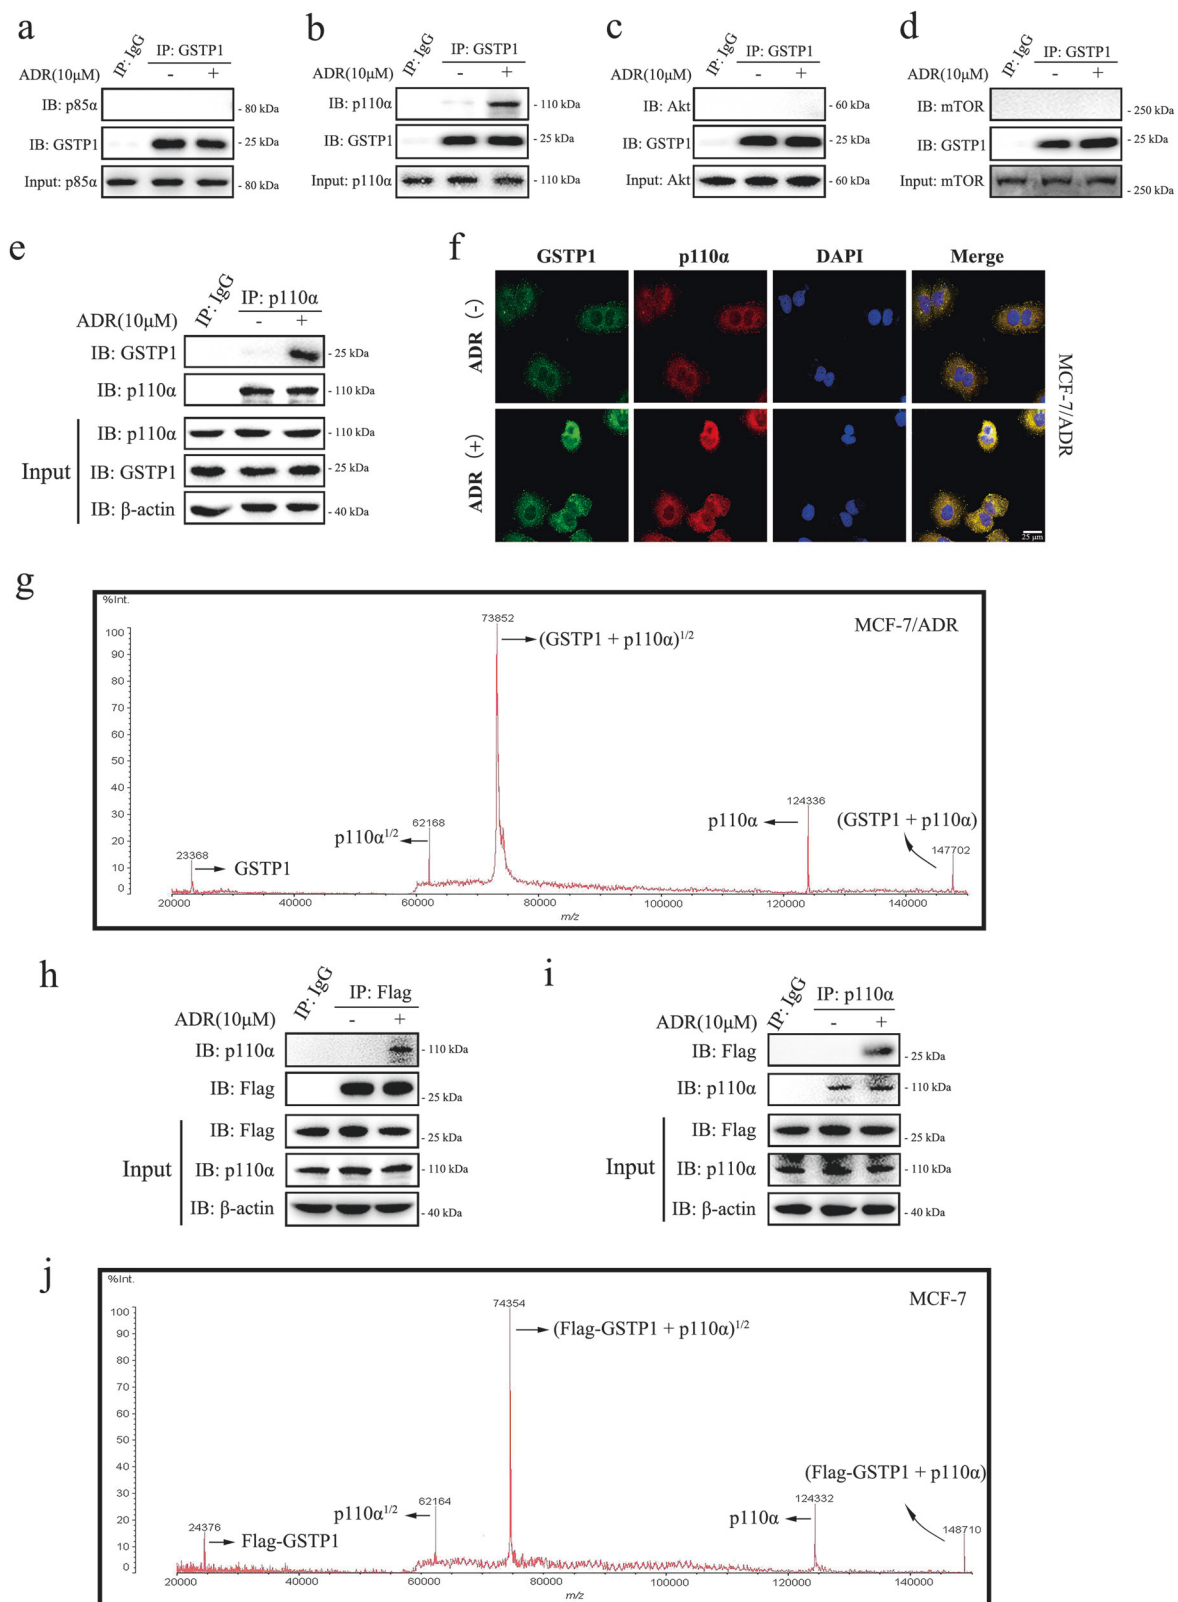 a
IP: IgG
IP: GSTP1
ADR(10μM) - +
IB: p85α - 80 kDa
IB: GSTP1 - 25 kDa
Input: p85α - 80 kDa
b
IP: IgG
IP: GSTP1
ADR(10μM) - +
IB: p110α - 110 kDa
IB: GSTP1 - 25 kDa
Input: p110α - 110 kDa
c
IP: IgG
IP: GSTP1
ADR(10μM) - +
IB: Akt - 60 kDa
IB: GSTP1 - 25 kDa
Input: Akt - 60 kDa
d
IP: IgG
IP: GSTP1
ADR(10μM) - +
IB: mTOR - 250 kDa
IB: GSTP1 - 25 kDa
Input: mTOR - 250 kDa
e
IP: IgG
IP: p110α
ADR(10μM) - +
IB: GSTP1 - 25 kDa
IB: p110α - 110 kDa
Input
IB: p110α - 110 kDa
IB: GSTP1 - 25 kDa
IB: β-actin - 40 kDa
f
GSTP1 p110α DAPI Merge
ADR (-)
ADR (+)
MCF-7/ADR
25 μm
g
%Int.
MCF-7/ADR
73852
(GSTP1 + p110α)1/2
100
90
80
70
60
50
40
30
20
10
0
23368
GSTP1
62168
p110α1/2
124336
p110α
(GSTP1 + p110α)
147702
20000 40000 60000 80000 100000 120000 140000
m/z
h
IP: IgG
IP: Flag
ADR(10μM) - +
IB: p110α - 110 kDa
IB: Flag - 25 kDa
Input
IB: Flag - 25 kDa
IB: p110α - 110 kDa
IB: β-actin - 40 kDa
i
IP: IgG
IP: p110α
ADR(10μM) - +
IB: Flag - 25 kDa
IB: p110α - 110 kDa
Input
IB: Flag - 25 kDa
IB: p110α - 110 kDa
IB: β-actin - 40 kDa
j
%Int.
MCF-7
74354
(Flag-GSTP1 + p110α)1/2
100
90
80
70
60
50
40
30
20
10
0
24376
Flag-GSTP1
62164
p110α1/2
124332
p110α
(Flag-GSTP1 + p110α)
148710
20000 40000 60000 80000 100000 120000 140000
m/z